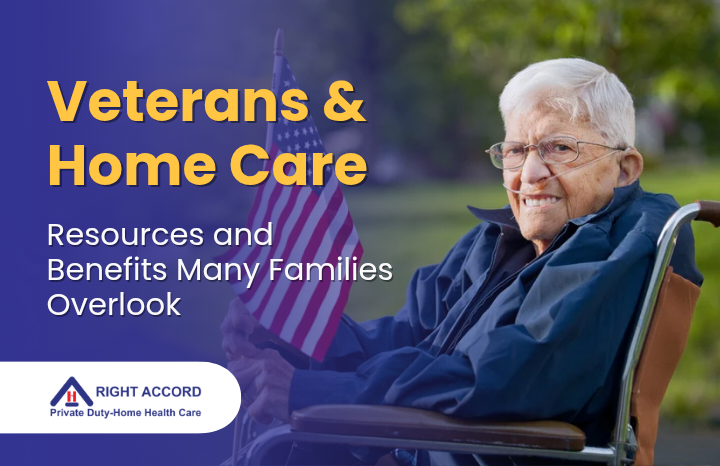 Veterans &
Home Care
Resources and
Benefits Many Families
Overlook
RIGHT ACCORD
Private Duty-Home Health Care